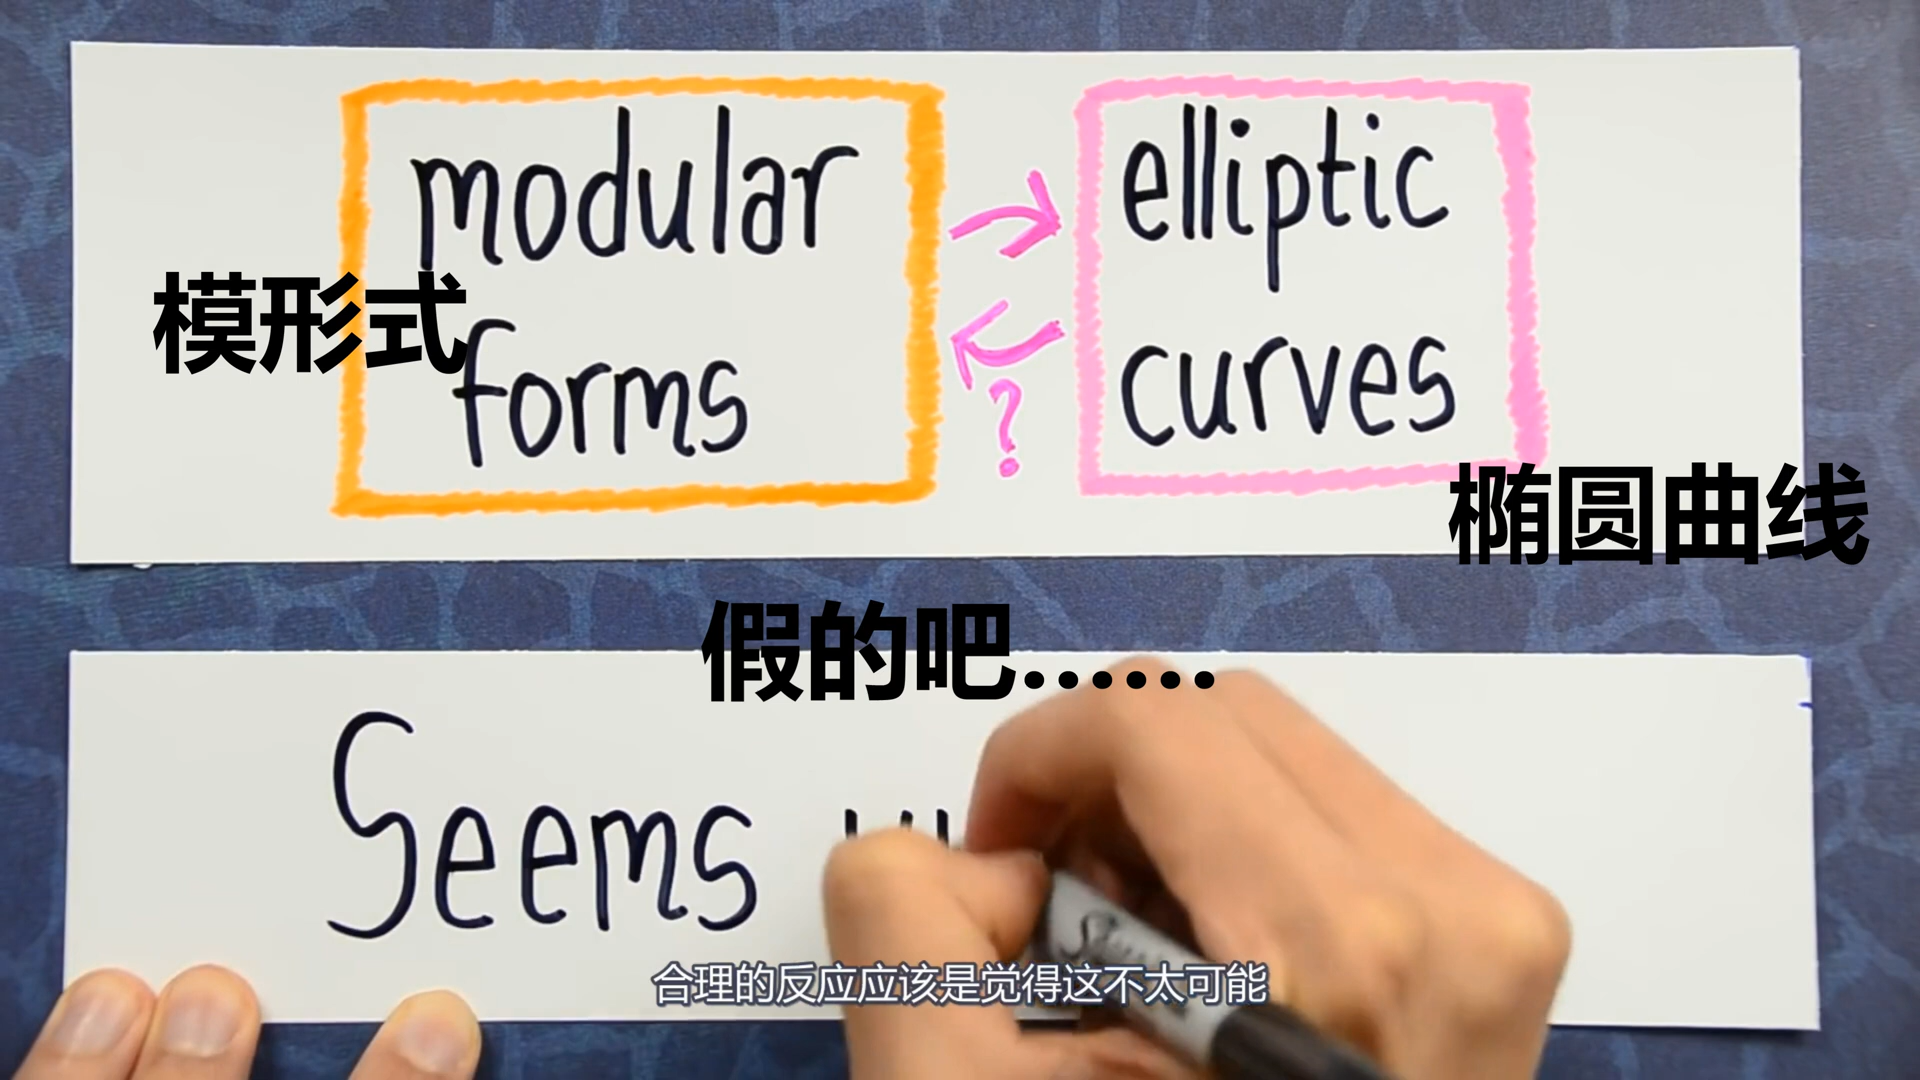 modular
forms
模形式
?
elliptic
curves
椭圆曲线
假的吧……
Seems
合理的反应应该是觉得这不太可能